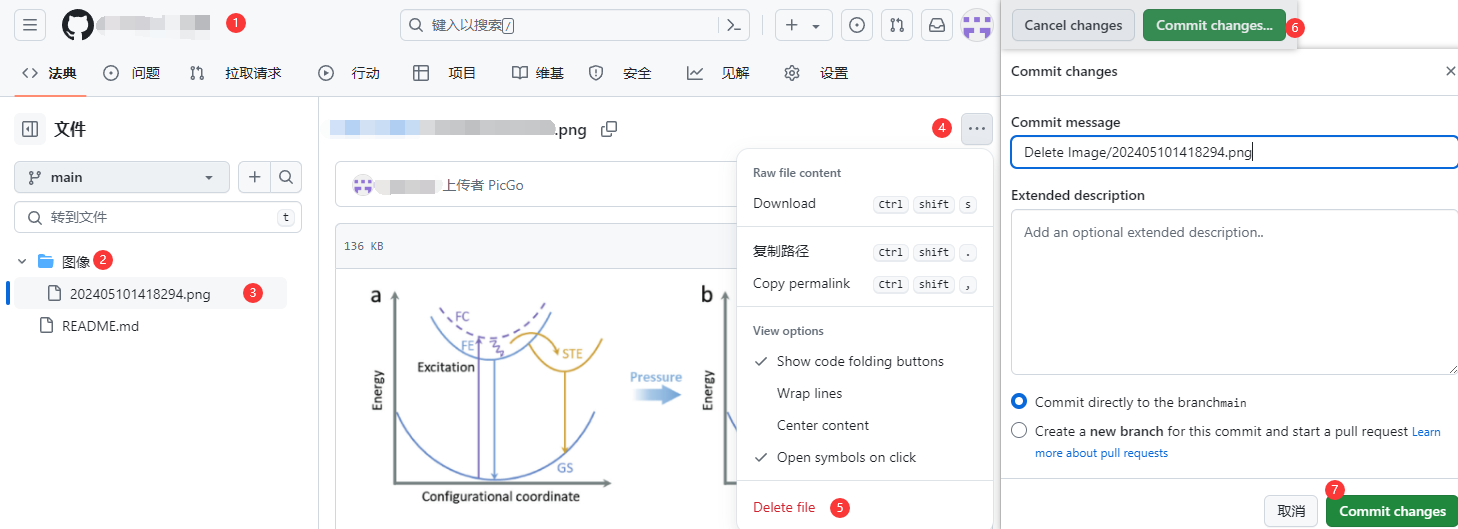 1
键入以搜索/
法典 问题 拉取请求 行动 项目 维基 安全 见解 设置
文件
main
转到文件 t
图像 2
202405101418294.png 3
README.md
.png
4
上传者 PicGo
136 KB
a
b
FC
FE
STE
Excitation
GS
Energy
Configurational coordinate
Pressure
Energy
Raw file content
Download Ctrl shift s
复制路径 Ctrl shift .
Copy permalink Ctrl shift ,
View options
Show code folding buttons
Wrap lines
Center content
Open symbols on click
Delete file 5
Cancel changes Commit changes... 6
Commit changes
Commit message
Delete Image/202405101418294.png
Extended description
Add an optional extended description..
Commit directly to the branchmain
Create a new branch for this commit and start a pull request Learn
more about pull requests
7
取消 Commit changes